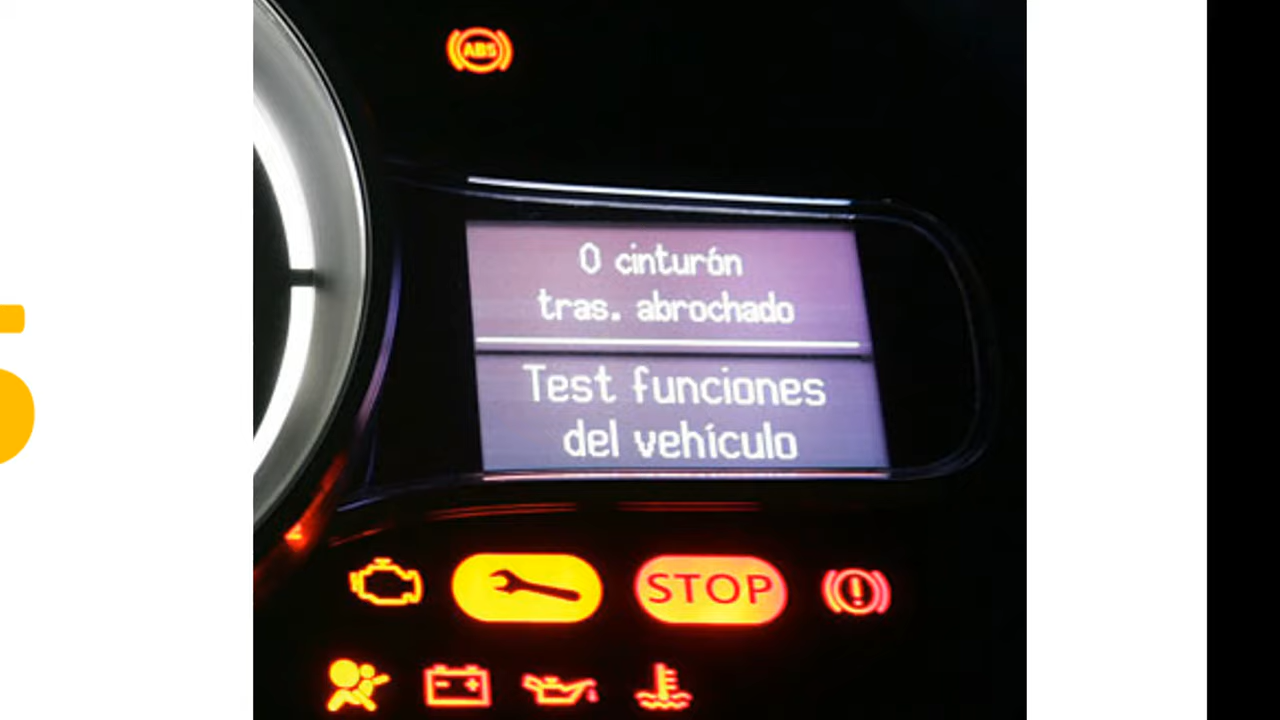 ABS
0 cinturón
tras. abrochado
Test funciones
del vehículo
STOP